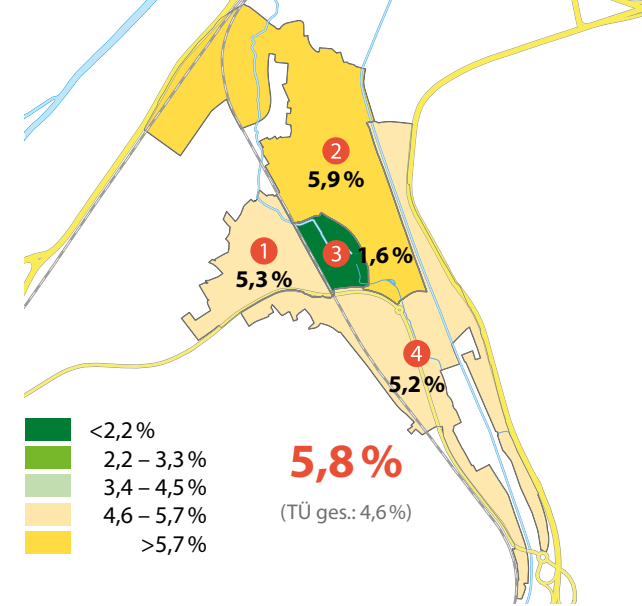 2
5,9 %
1
5,3 %
3
1,6 %
4
5,2 %
<2,2 %
2,2 – 3,3 %
3,4 – 4,5 %
4,6 – 5,7 %
>5,7 %
5,8 %
(TÜ ges.: 4,6 %)